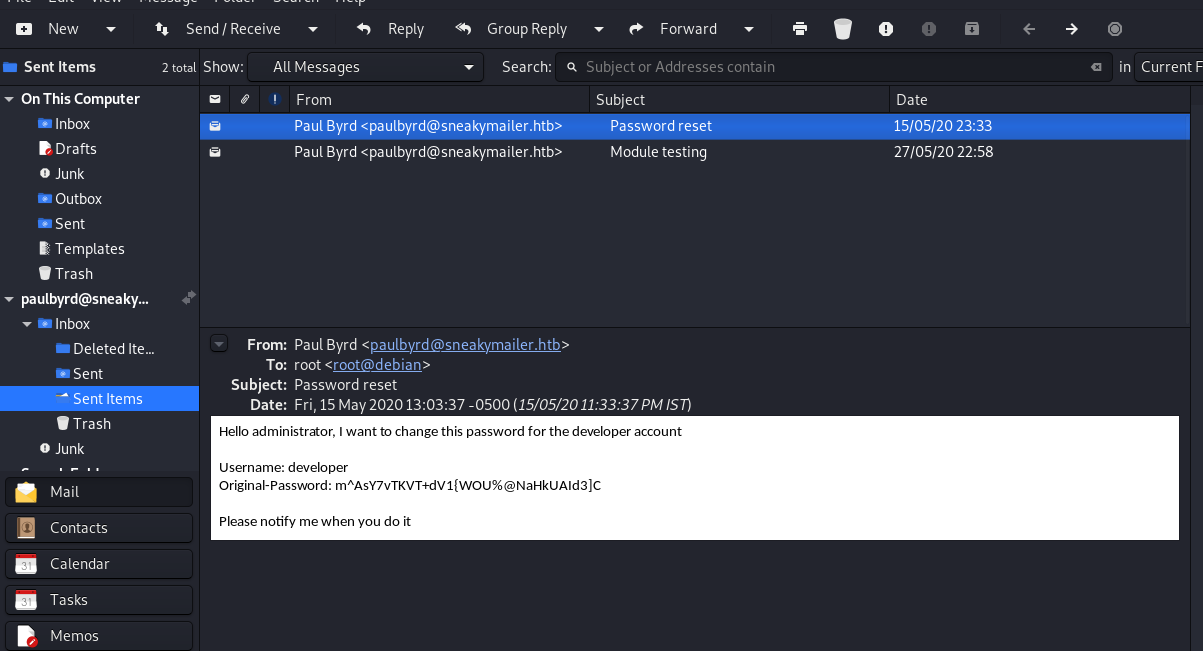 File Edit View Message Folder Search Help
New Send / Receive Reply Group Reply Forward
Sent Items 2 total Show: All Messages Search: Subject or Addresses contain in Current F
On This Computer
Inbox
Drafts
Junk
Outbox
Sent
Templates
Trash
paulbyrd@sneaky...
Inbox
Deleted Ite...
Sent
Sent Items
Trash
Junk
Mail
Contacts
31 Calendar
31 Tasks
Memos
From Subject Date
Paul Byrd <paulbyrd@sneakymailer.htb> Password reset 15/05/20 23:33
Paul Byrd <paulbyrd@sneakymailer.htb> Module testing 27/05/20 22:58
From: Paul Byrd <paulbyrd@sneakymailer.htb>
To: root <root@debian>
Subject: Password reset
Date: Fri, 15 May 2020 13:03:37 -0500 (15/05/20 11:33:37 PM IST)
Hello administrator, I want to change this password for the developer account
Username: developer
Original-Password: m^AsY7vTKVT+dV1{WOU%@NaHkUAId3]C
Please notify me when you do it